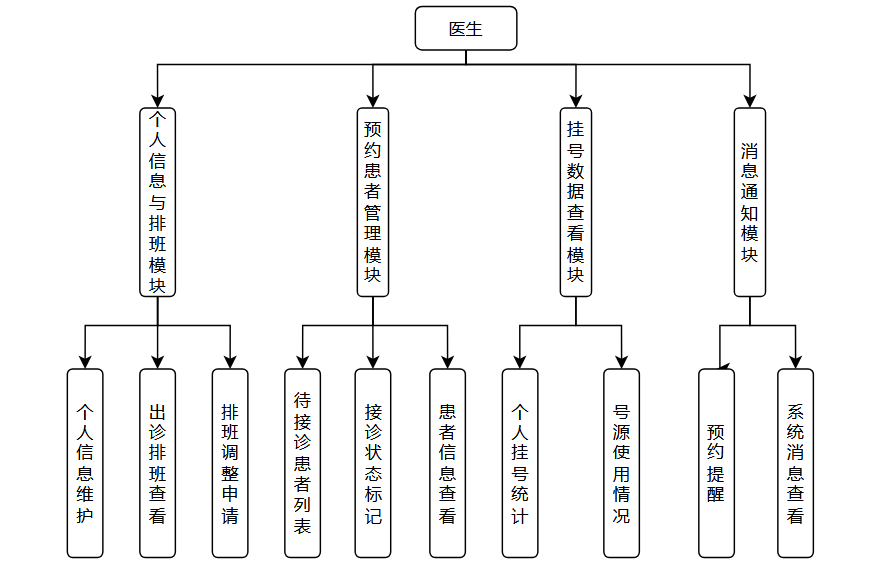 医生
个人信息与排班模块
预约患者管理模块
挂号数据查看模块
消息通知模块
个人信息维护
出诊排班查看
排班调整申请
待接诊患者列表
接诊状态标记
患者信息查看
个人挂号统计
号源使用情况
预约提醒
系统消息查看